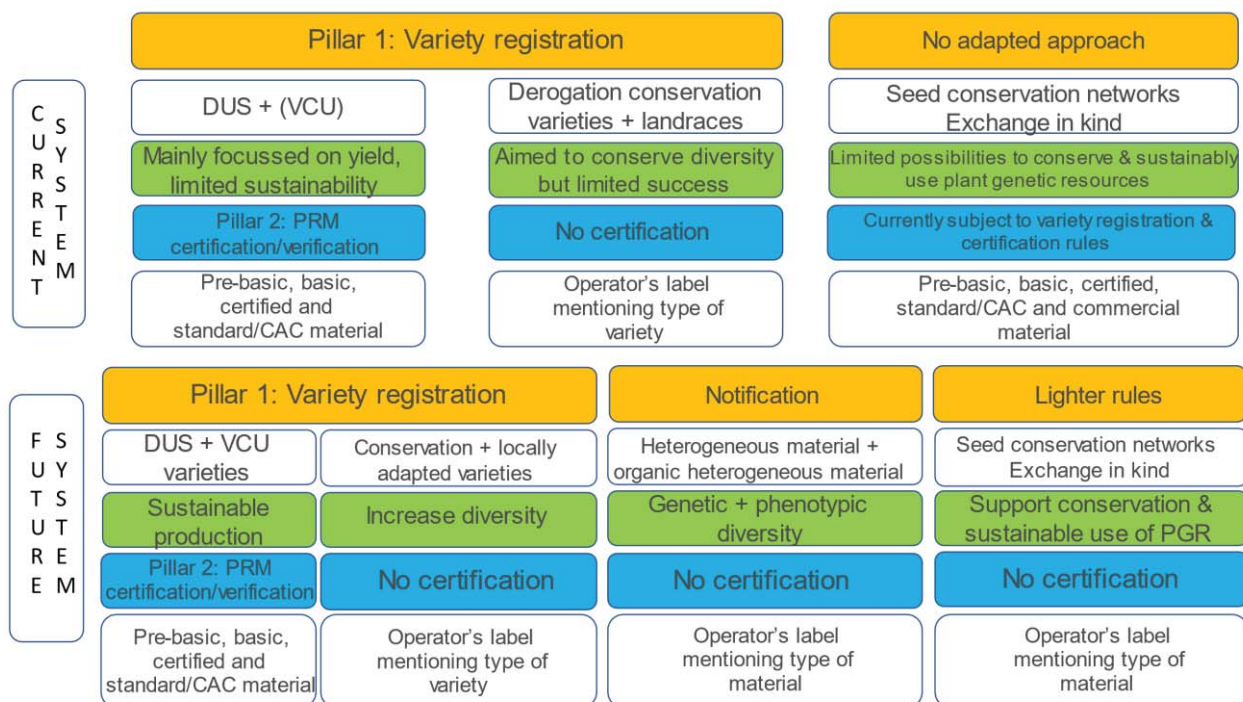 CURRENT
SYSTEM
Pillar 1: Variety registration
No adapted approach
DUS + (VCU)
Derogation conservation
varieties + landraces
Seed conservation networks
Exchange in kind
Mainly focussed on yield,
limited sustainability
Aimed to conserve diversity
but limited success
Limited possibilities to conserve & sustainably
use plant genetic resources
Pillar 2: PRM
certification/verification
No certification
Currently subject to variety registration &
certification rules
Pre-basic, basic,
certified and
standard/CAC material
Operator's label
mentioning type of
variety
Pre-basic, basic, certified,
standard/CAC and commercial
material
FUTURE
SYSTEM
Pillar 1: Variety registration
Notification
Lighter rules
DUS + VCU
varieties
Conservation + locally
adapted varieties
Heterogeneous material +
organic heterogeneous material
Seed conservation networks
Exchange in kind
Sustainable
production
Increase diversity
Genetic + phenotypic
diversity
Support conservation &
sustainable use of PGR
Pillar 2: PRM
certification/verification
No certification
No certification
No certification
Pre-basic, basic,
certified and
standard/CAC material
Operator's label
mentioning type of
variety
Operator's label
mentioning type of
material
Operator's label
mentioning type of
material